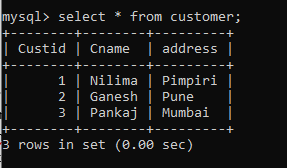 mysql> select * from customer;
+--------+--------+---------+
| Custid | Cname  | address |
+--------+--------+---------+
|      1 | Nilima | Pimpiri |
|      2 | Ganesh | Pune    |
|      3 | Pankaj | Mumbai  |
+--------+--------+---------+
3 rows in set (0.00 sec)